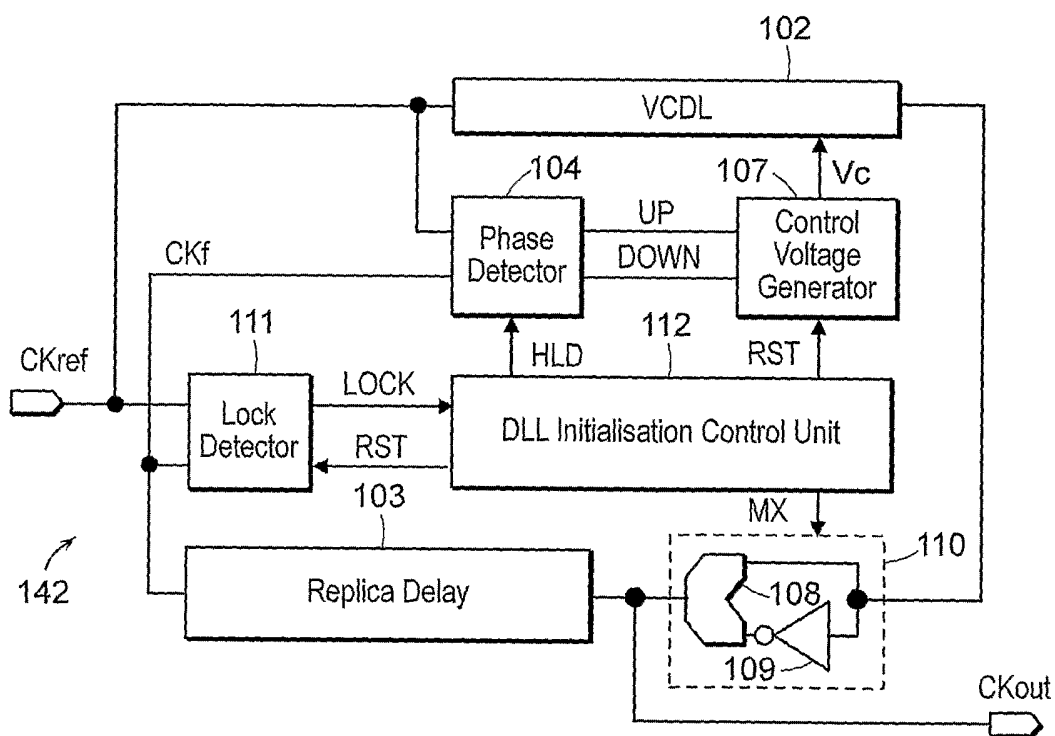 102
VCDL
104
107
Vc
Phase
Detector
UP
DOWN
Control
Voltage
Generator
CKf
111
112
CKref
HLD
RST
Lock
Detector
LOCK
RST
DLL Initialisation Control Unit
103
MX
110
142
Replica Delay
108
109
CKout